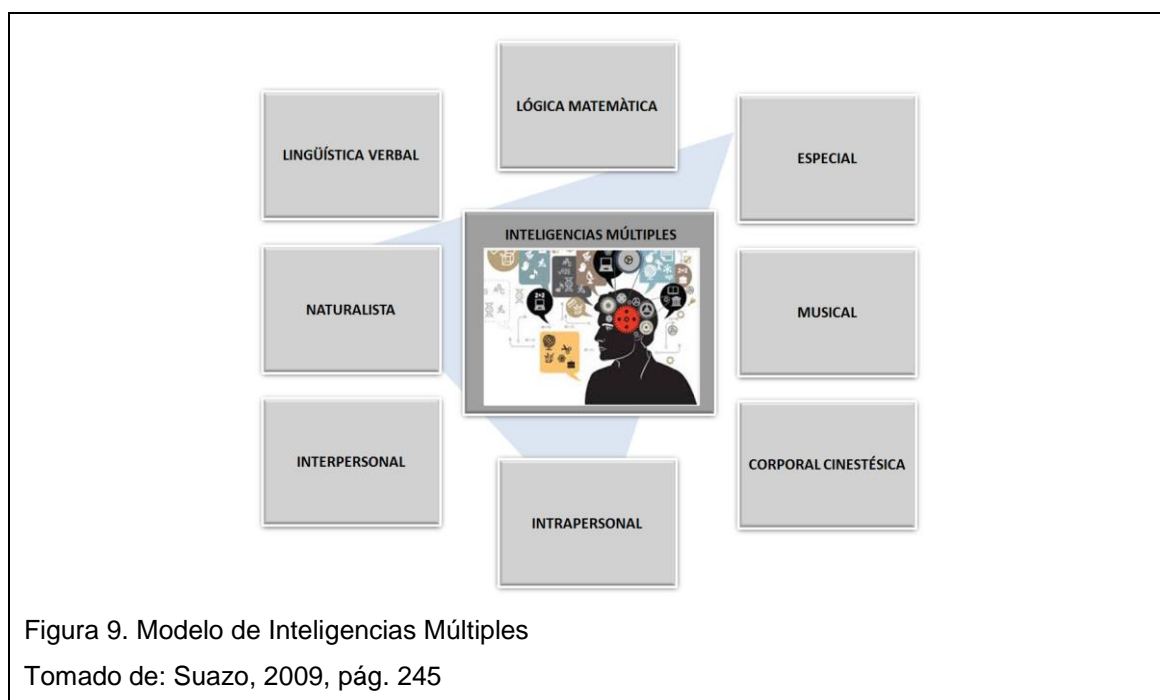 LÓGICA MATEMÀTICA
LINGÜÍSTICA VERBAL
ESPECIAL
INTELIGENCIAS MÚLTIPLES
NATURALISTA
MUSICAL
INTERPERSONAL
CORPORAL CINESTÉSICA
INTRAPERSONAL
Figura 9. Modelo de Inteligencias Múltiples
Tomado de: Suazo, 2009, pág. 245